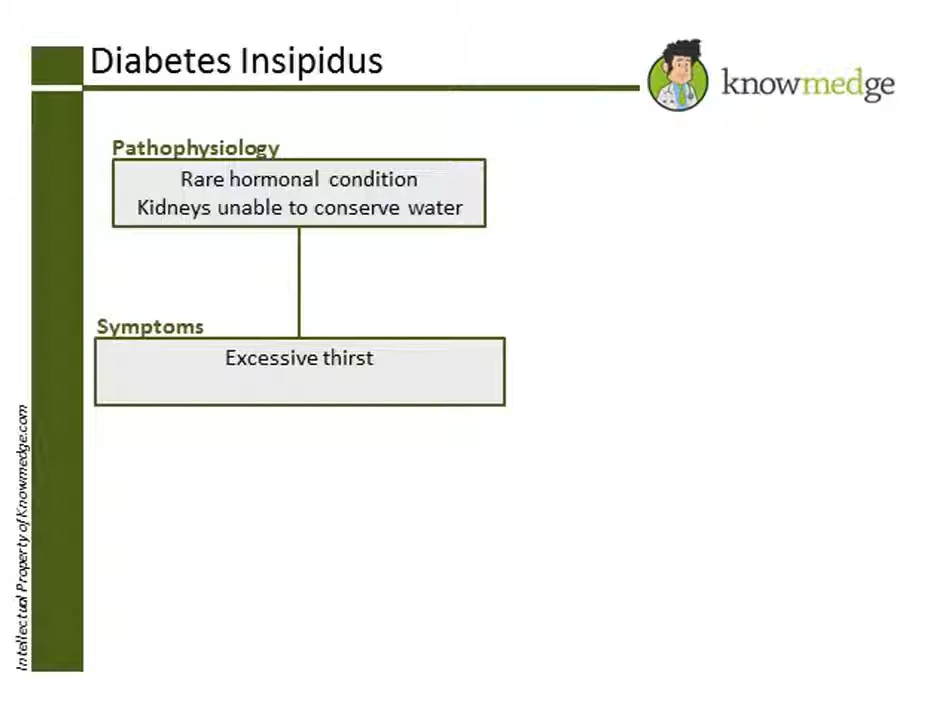 Diabetes Insipidus
knowmedge
Pathophysiology
Rare hormonal condition
Kidneys unable to conserve water
Symptoms
Excessive thirst
Intellectual Property of Knowmedge.com